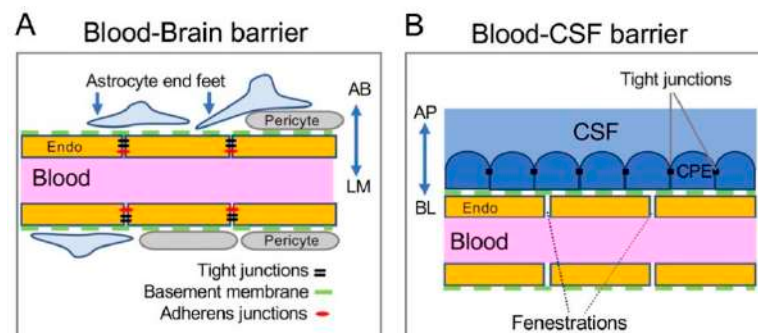 A
Blood-Brain barrier
Astrocyte end feet
AB
Pericyte
Endo
Blood
LM
Pericyte
Tight junctions
Basement membrane
Adherens junctions
B
Blood-CSF barrier
Tight junctions
AP
CSF
CPE
BL
Endo
Blood
Fenestrations